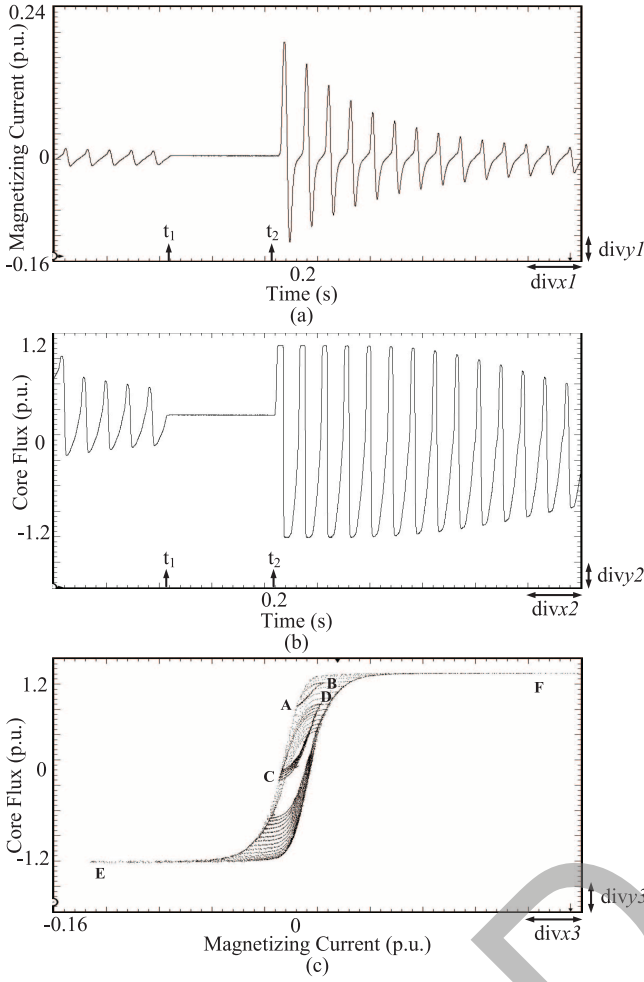 0.24
Magnetizing Current (p.u.)
0
-0.16
t1
t2
0.2
divy1
divx1
Time (s)
(a)
1.2
Core Flux (p.u.)
0
-1.2
t1
t2
0.2
divy2
divx2
Time (s)
(b)
1.2
Core Flux (p.u.)
0
-1.2
A
B
D
C
E
F
-0.16
0
divy3
divx3
Magnetizing Current (p.u.)
(c)